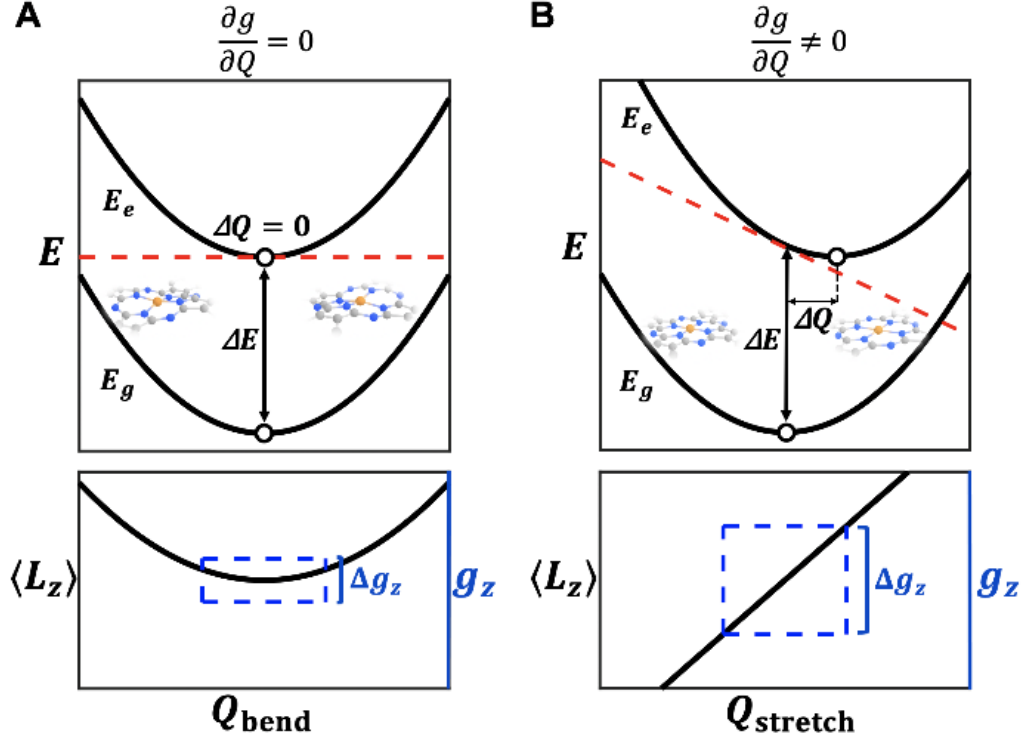 A
∂g/∂Q = 0
E_e
ΔQ = 0
E
ΔE
E_g
⟨L_z⟩
Δg_z
g_z
Q_bend
B
∂g/∂Q ≠ 0
E_e
E
ΔQ
ΔE
E_g
⟨L_z⟩
Δg_z
g_z
Q_stretch